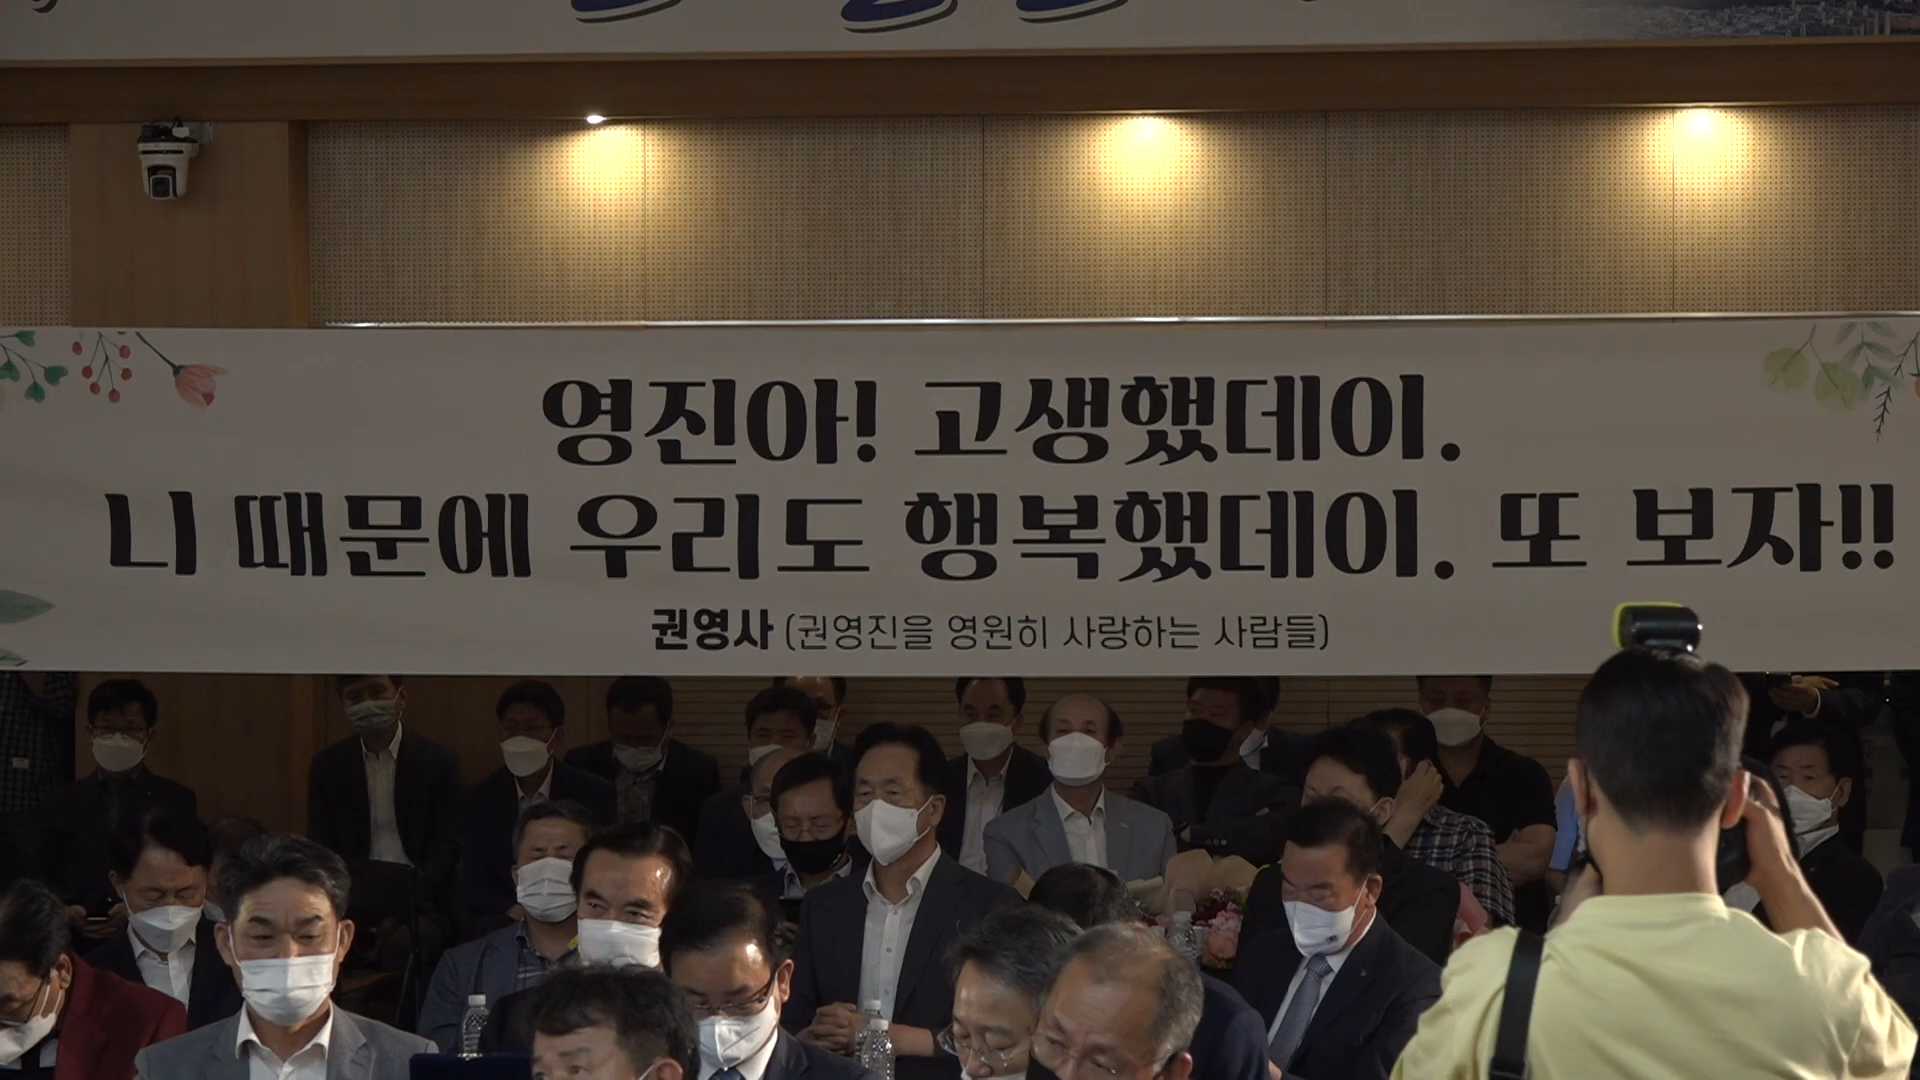 영진아! 고생했데이.
니 때문에 우리도 행복했데이. 또 보자!!
권영사 (권영진을 영원히 사랑하는 사람들)